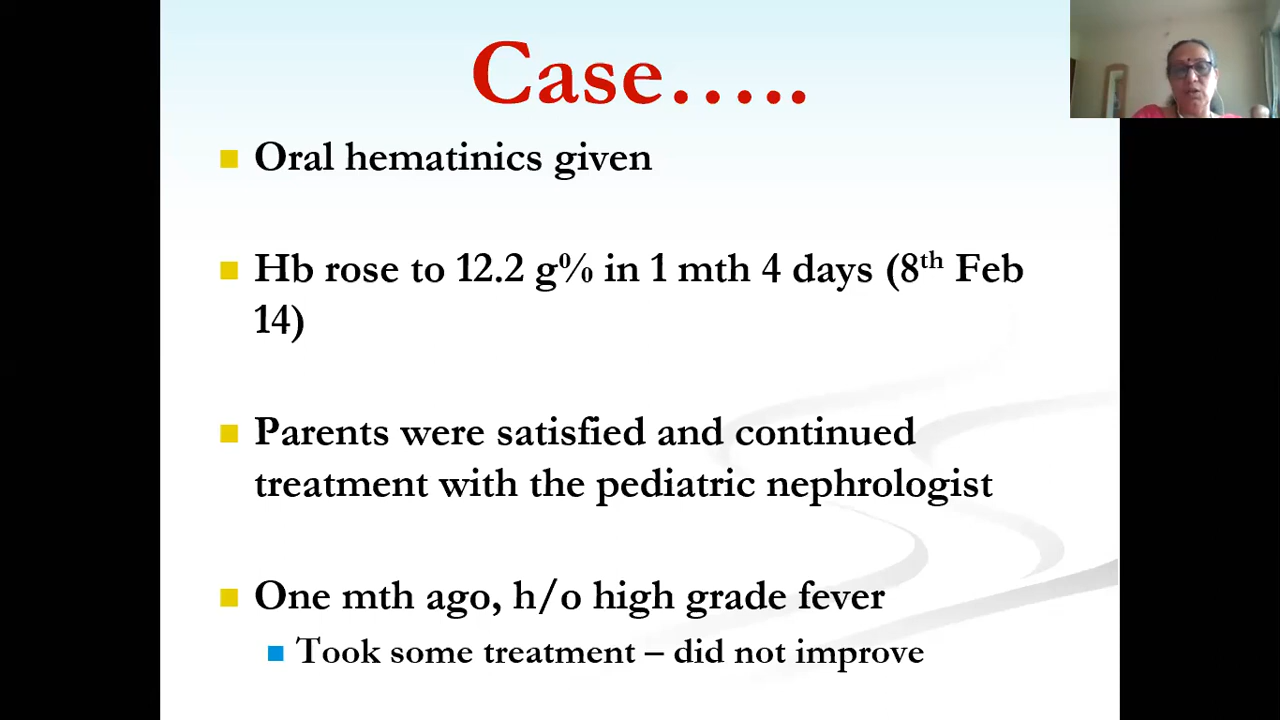 Case.....
Oral hematinics given
Hb rose to 12.2 g% in 1 mth 4 days (8th Feb
14)
Parents were satisfied and continued
treatment with the pediatric nephrologist
One mth ago, h/o high grade fever
Took some treatment – did not improve